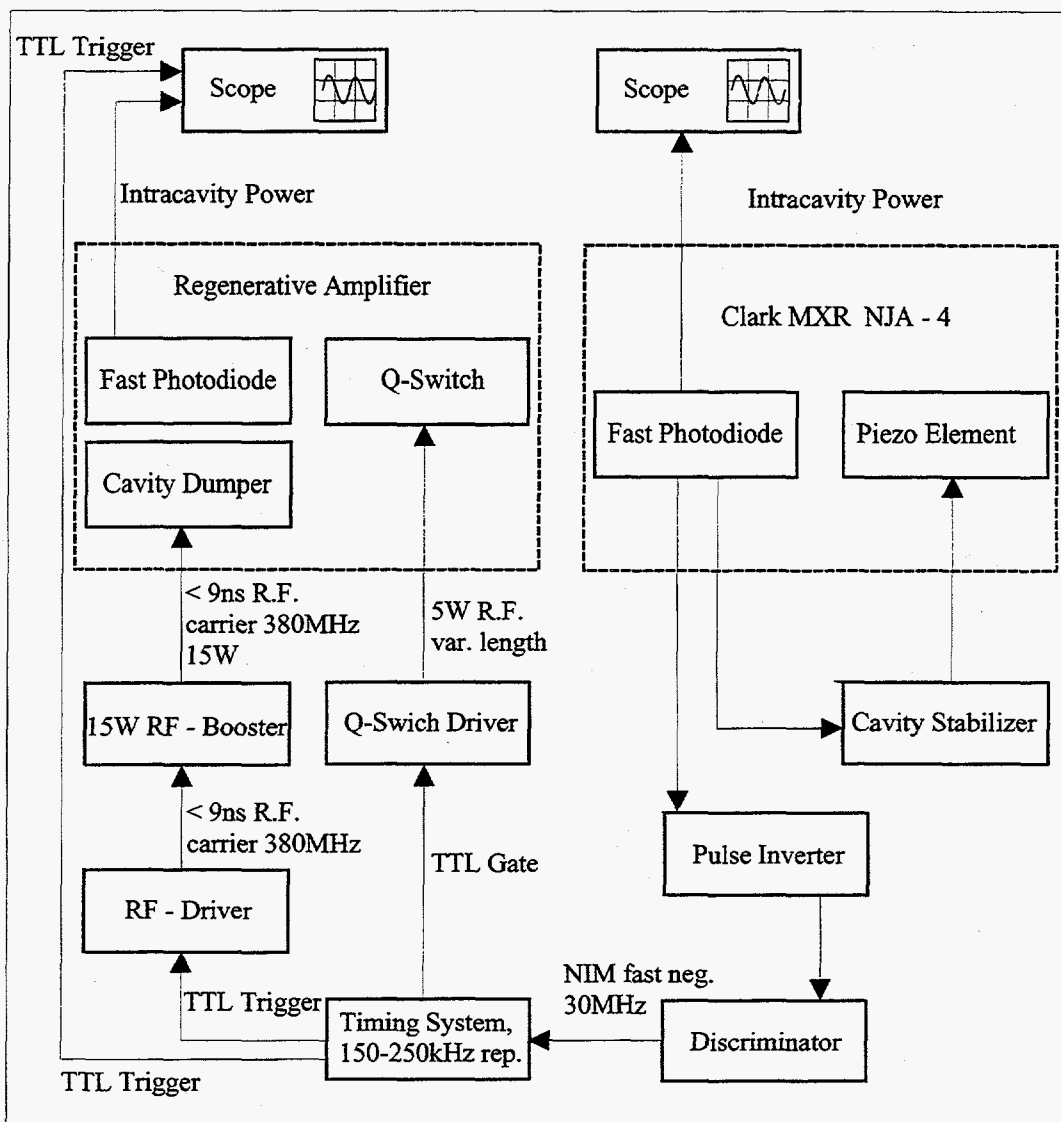 TTL Trigger
Scope
Scope
Intracavity Power
Intracavity Power
Regenerative Amplifier
Clark MXR NJA - 4
Fast Photodiode
Q-Switch
Fast Photodiode
Piezo Element
Cavity Dumper
< 9ns R.F.
carrier 380MHz
15W
5W R.F.
var. length
15W RF - Booster
Q-Swich Driver
Cavity Stabilizer
< 9ns R.F.
carrier 380MHz
TTL Gate
Pulse Inverter
RF - Driver
NIM fast neg.
30MHz
TTL Trigger
Timing System,
150-250kHz rep.
Discriminator
TTL Trigger